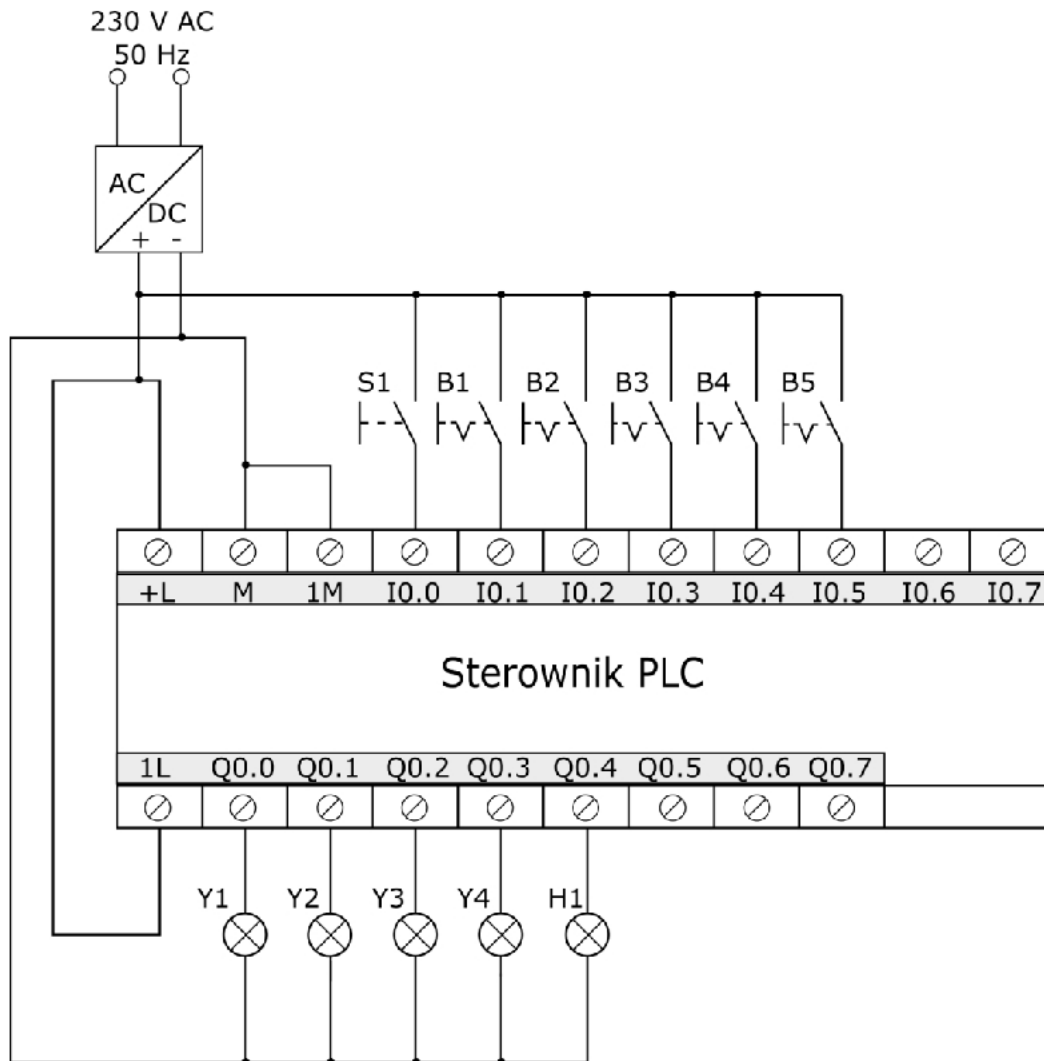 230 V AC
50 Hz
AC
DC
+ -
S1 B1 B2 B3 B4 B5
+L M 1M I0.0 I0.1 I0.2 I0.3 I0.4 I0.5 I0.6 I0.7
Sterownik PLC
1L Q0.0 Q0.1 Q0.2 Q0.3 Q0.4 Q0.5 Q0.6 Q0.7
Y1 Y2 Y3 Y4 H1